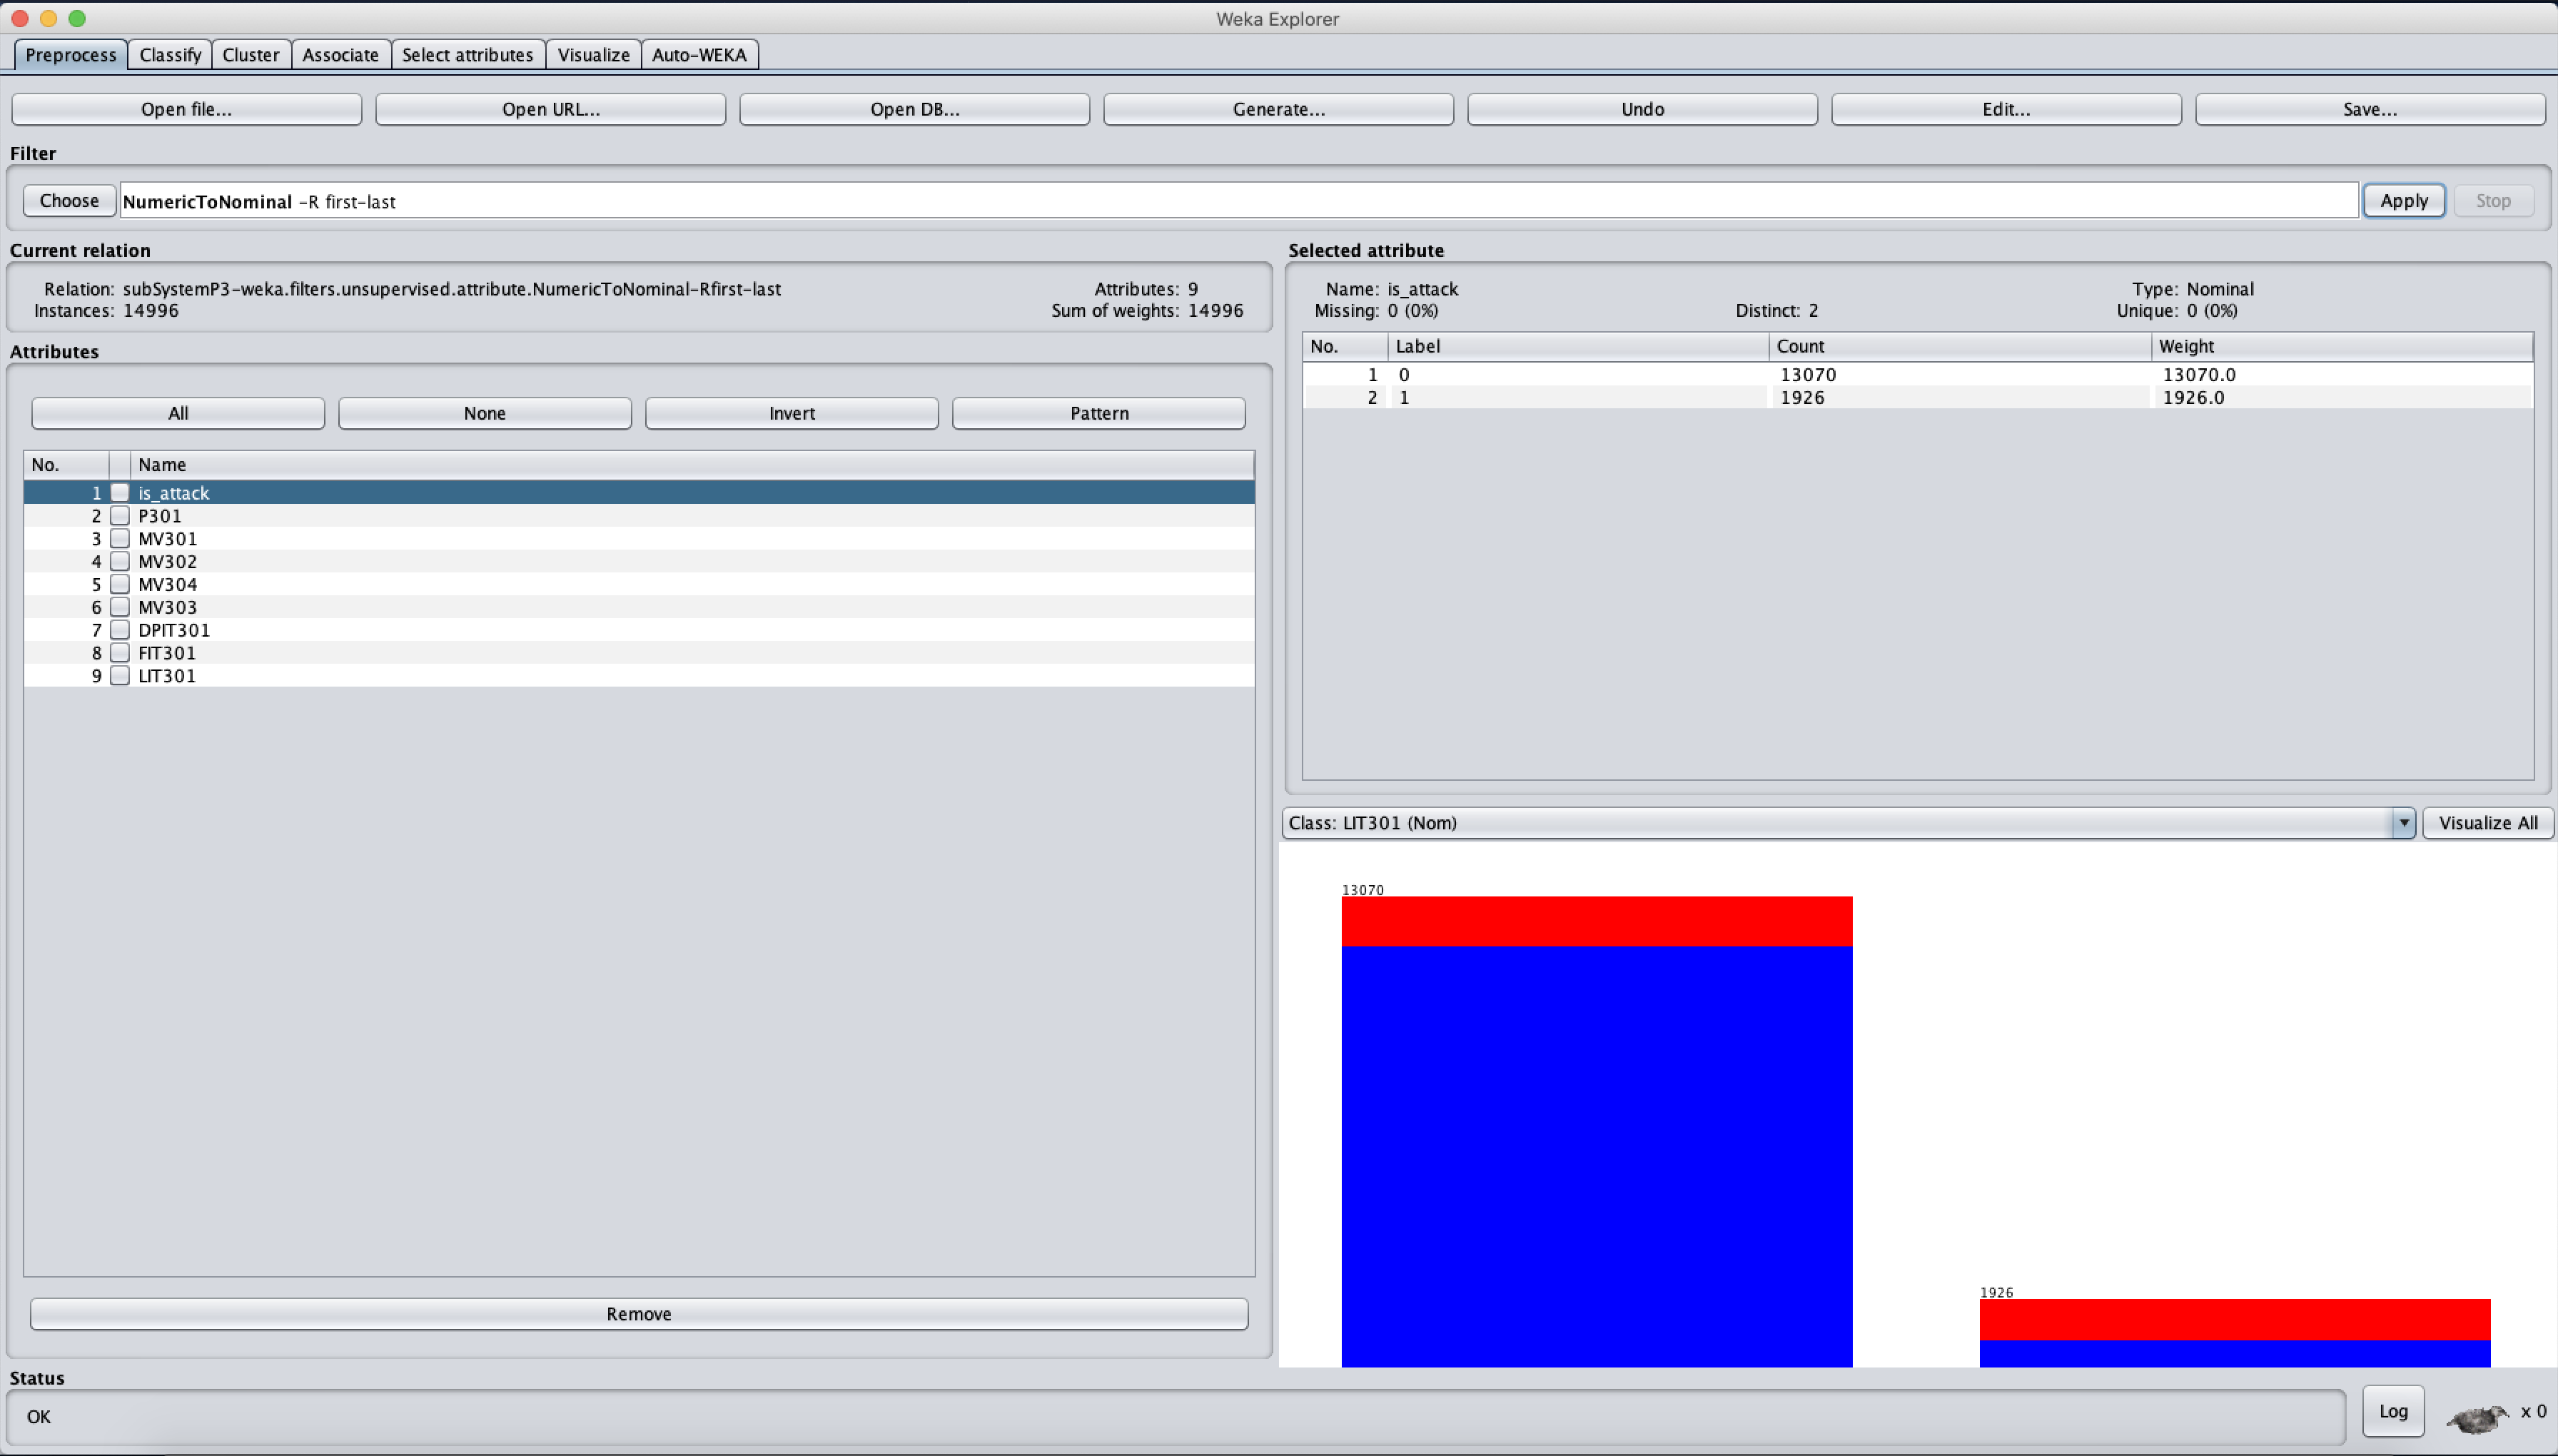 Weka Explorer
Preprocess Classify Cluster Associate Select attributes Visualize Auto-WEKA
Open file... Open URL... Open DB... Generate... Undo Edit... Save...
Filter
Choose NumericToNominal -R first-last Apply Stop
Current relation
Relation: subSystemP3-weka.filters.unsupervised.attribute.NumericToNominal-Rfirst-last Attributes: 9
Instances: 14996 Sum of weights: 14996
Attributes
All None Invert Pattern
No. Name
1 is_attack
2 P301
3 MV301
4 MV302
5 MV304
6 MV303
7 DPIT301
8 FIT301
9 LIT301
Remove
Selected attribute
Name: is_attack Type: Nominal
Missing: 0 (0%) Distinct: 2 Unique: 0 (0%)
No. Label Count Weight
1 0 13070 13070.0
2 1 1926 1926.0
Class: LIT301 (Nom) Visualize All
13070
1926
Status
OK
Log x 0